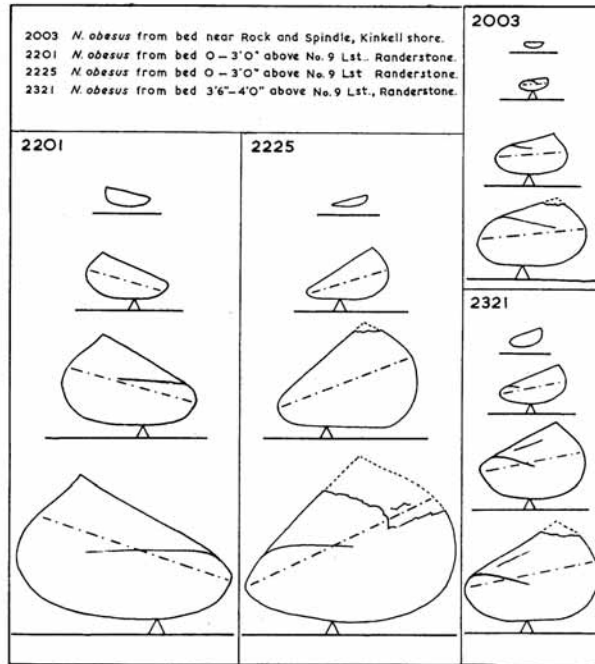 2003 N. obesus from bed near Rock and Spindle, Kinkell shore.
2201 N. obesus from bed 0-3'0" above No. 9 Lst., Randerstone.
2225 N. obesus from bed 0-3'0" above No. 9 Lst Randerstone.
2321 N. obesus from bed 3'6"-4'0" above No. 9 Lst., Randerstone.
2003
2201
2225
2321